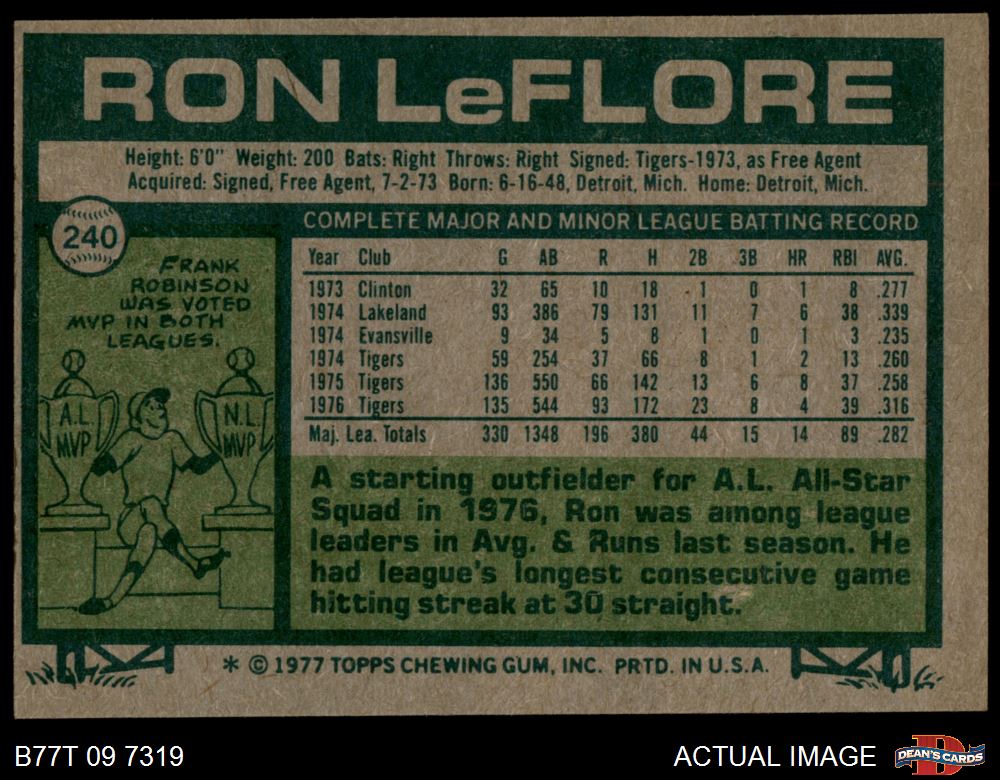 RON LeFLORE
Height: 6'0" Weight: 200 Bats: Right Throws: Right Signed: Tigers-1973, as Free Agent
Acquired: Signed, Free Agent, 7-2-73 Born: 6-16-48, Detroit, Mich. Home: Detroit, Mich.
240
FRANK
ROBINSON
WAS VOTED
MVP IN BOTH
LEAGUES.
A.L.
MVP
N.L.
MVP
COMPLETE MAJOR AND MINOR LEAGUE BATTING RECORD
Year Club G AB R H 2B 3B HR RBI AVG.
1973 Clinton 32 65 10 18 1 0 1 8 .277
1974 Lakeland 93 386 79 131 11 7 6 38 .339
1974 Evansville 9 34 5 8 1 0 1 3 .235
1974 Tigers 59 254 37 66 8 1 2 13 .260
1975 Tigers 136 550 66 142 13 6 8 37 .258
1976 Tigers 135 544 93 172 23 8 4 39 .316
Maj. Lea. Totals 330 1348 196 380 44 15 14 89 .282
A starting outfielder for A.L. All-Star
Squad in 1976, Ron was among league
leaders in Avg. & Runs last season. He
had league's longest consecutive game
hitting streak at 30 straight.
* © 1977 TOPPS CHEWING GUM, INC. PRTD. IN U.S.A.
B77T 09 7319
ACTUAL IMAGE
D
DEAN'S CARDS